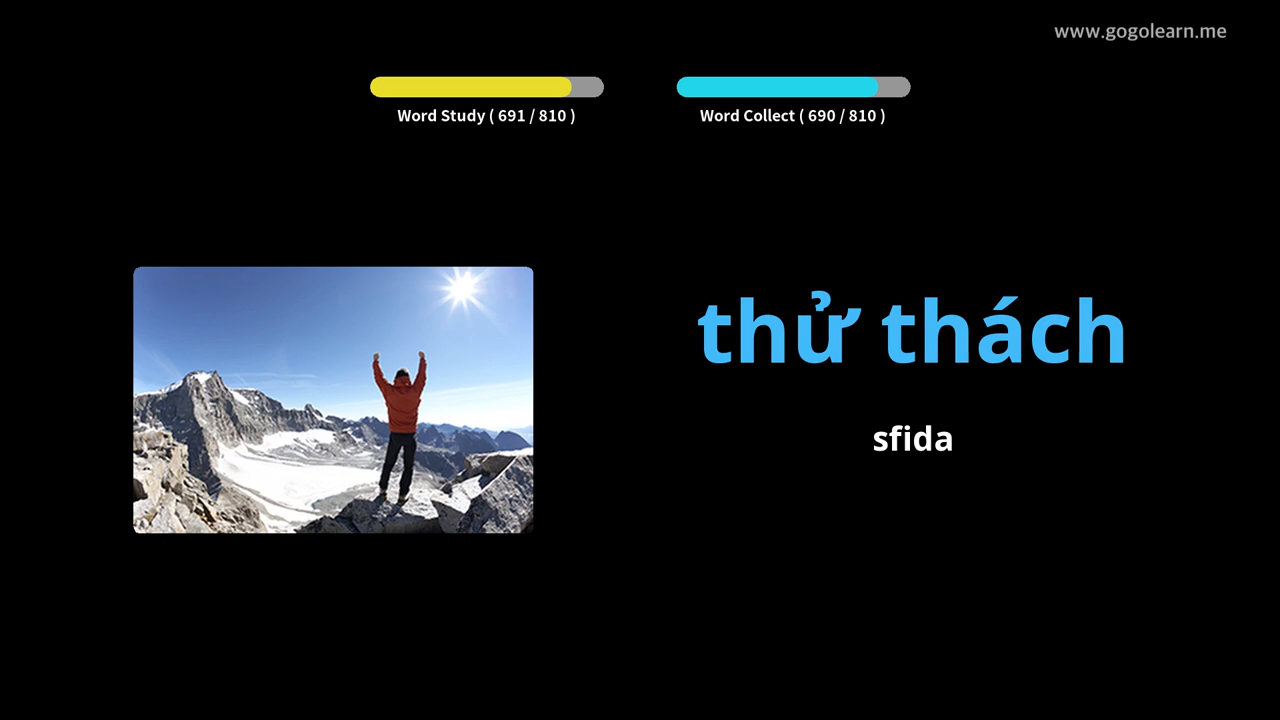 www.gogolearn.me
Word Study ( 691 / 810 )
Word Collect ( 690 / 810 )
thử thách
sfida